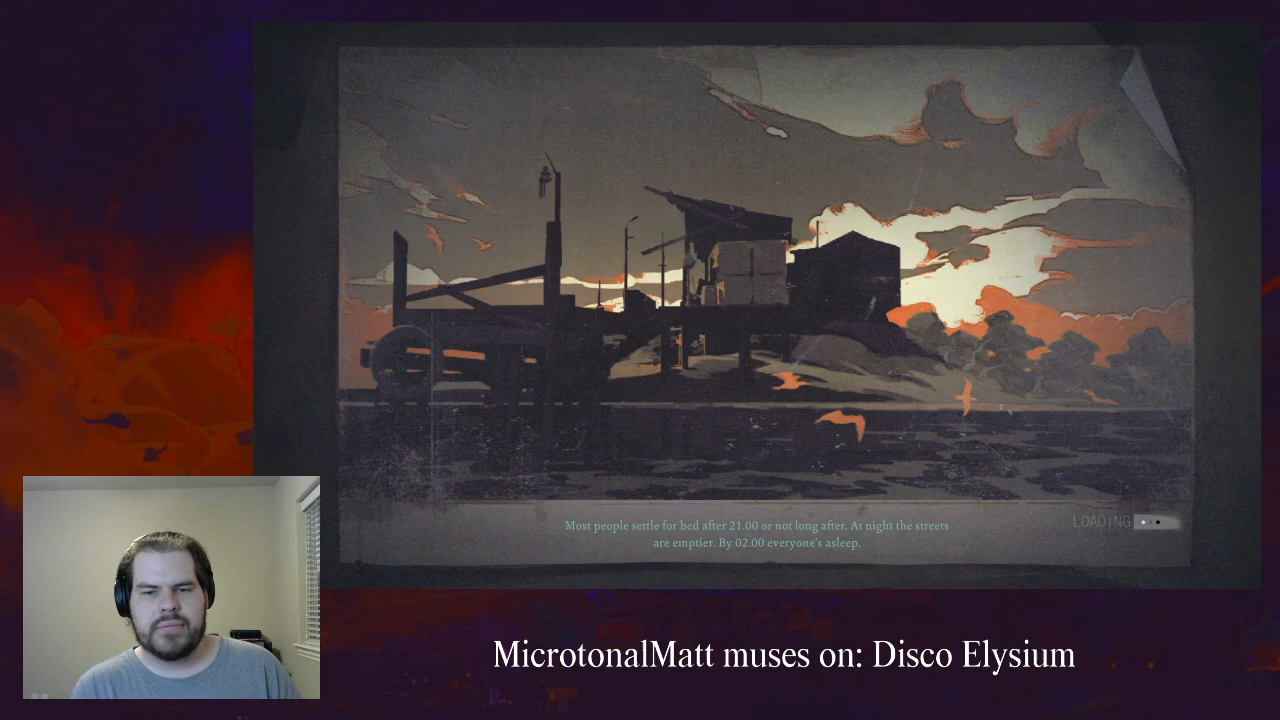 Most people settle for bed after 21.00 or not long after. At night the streets
are emptier. By 02.00 everyone's asleep.
LOADING
MicrotonalMatt muses on: Disco Elysium